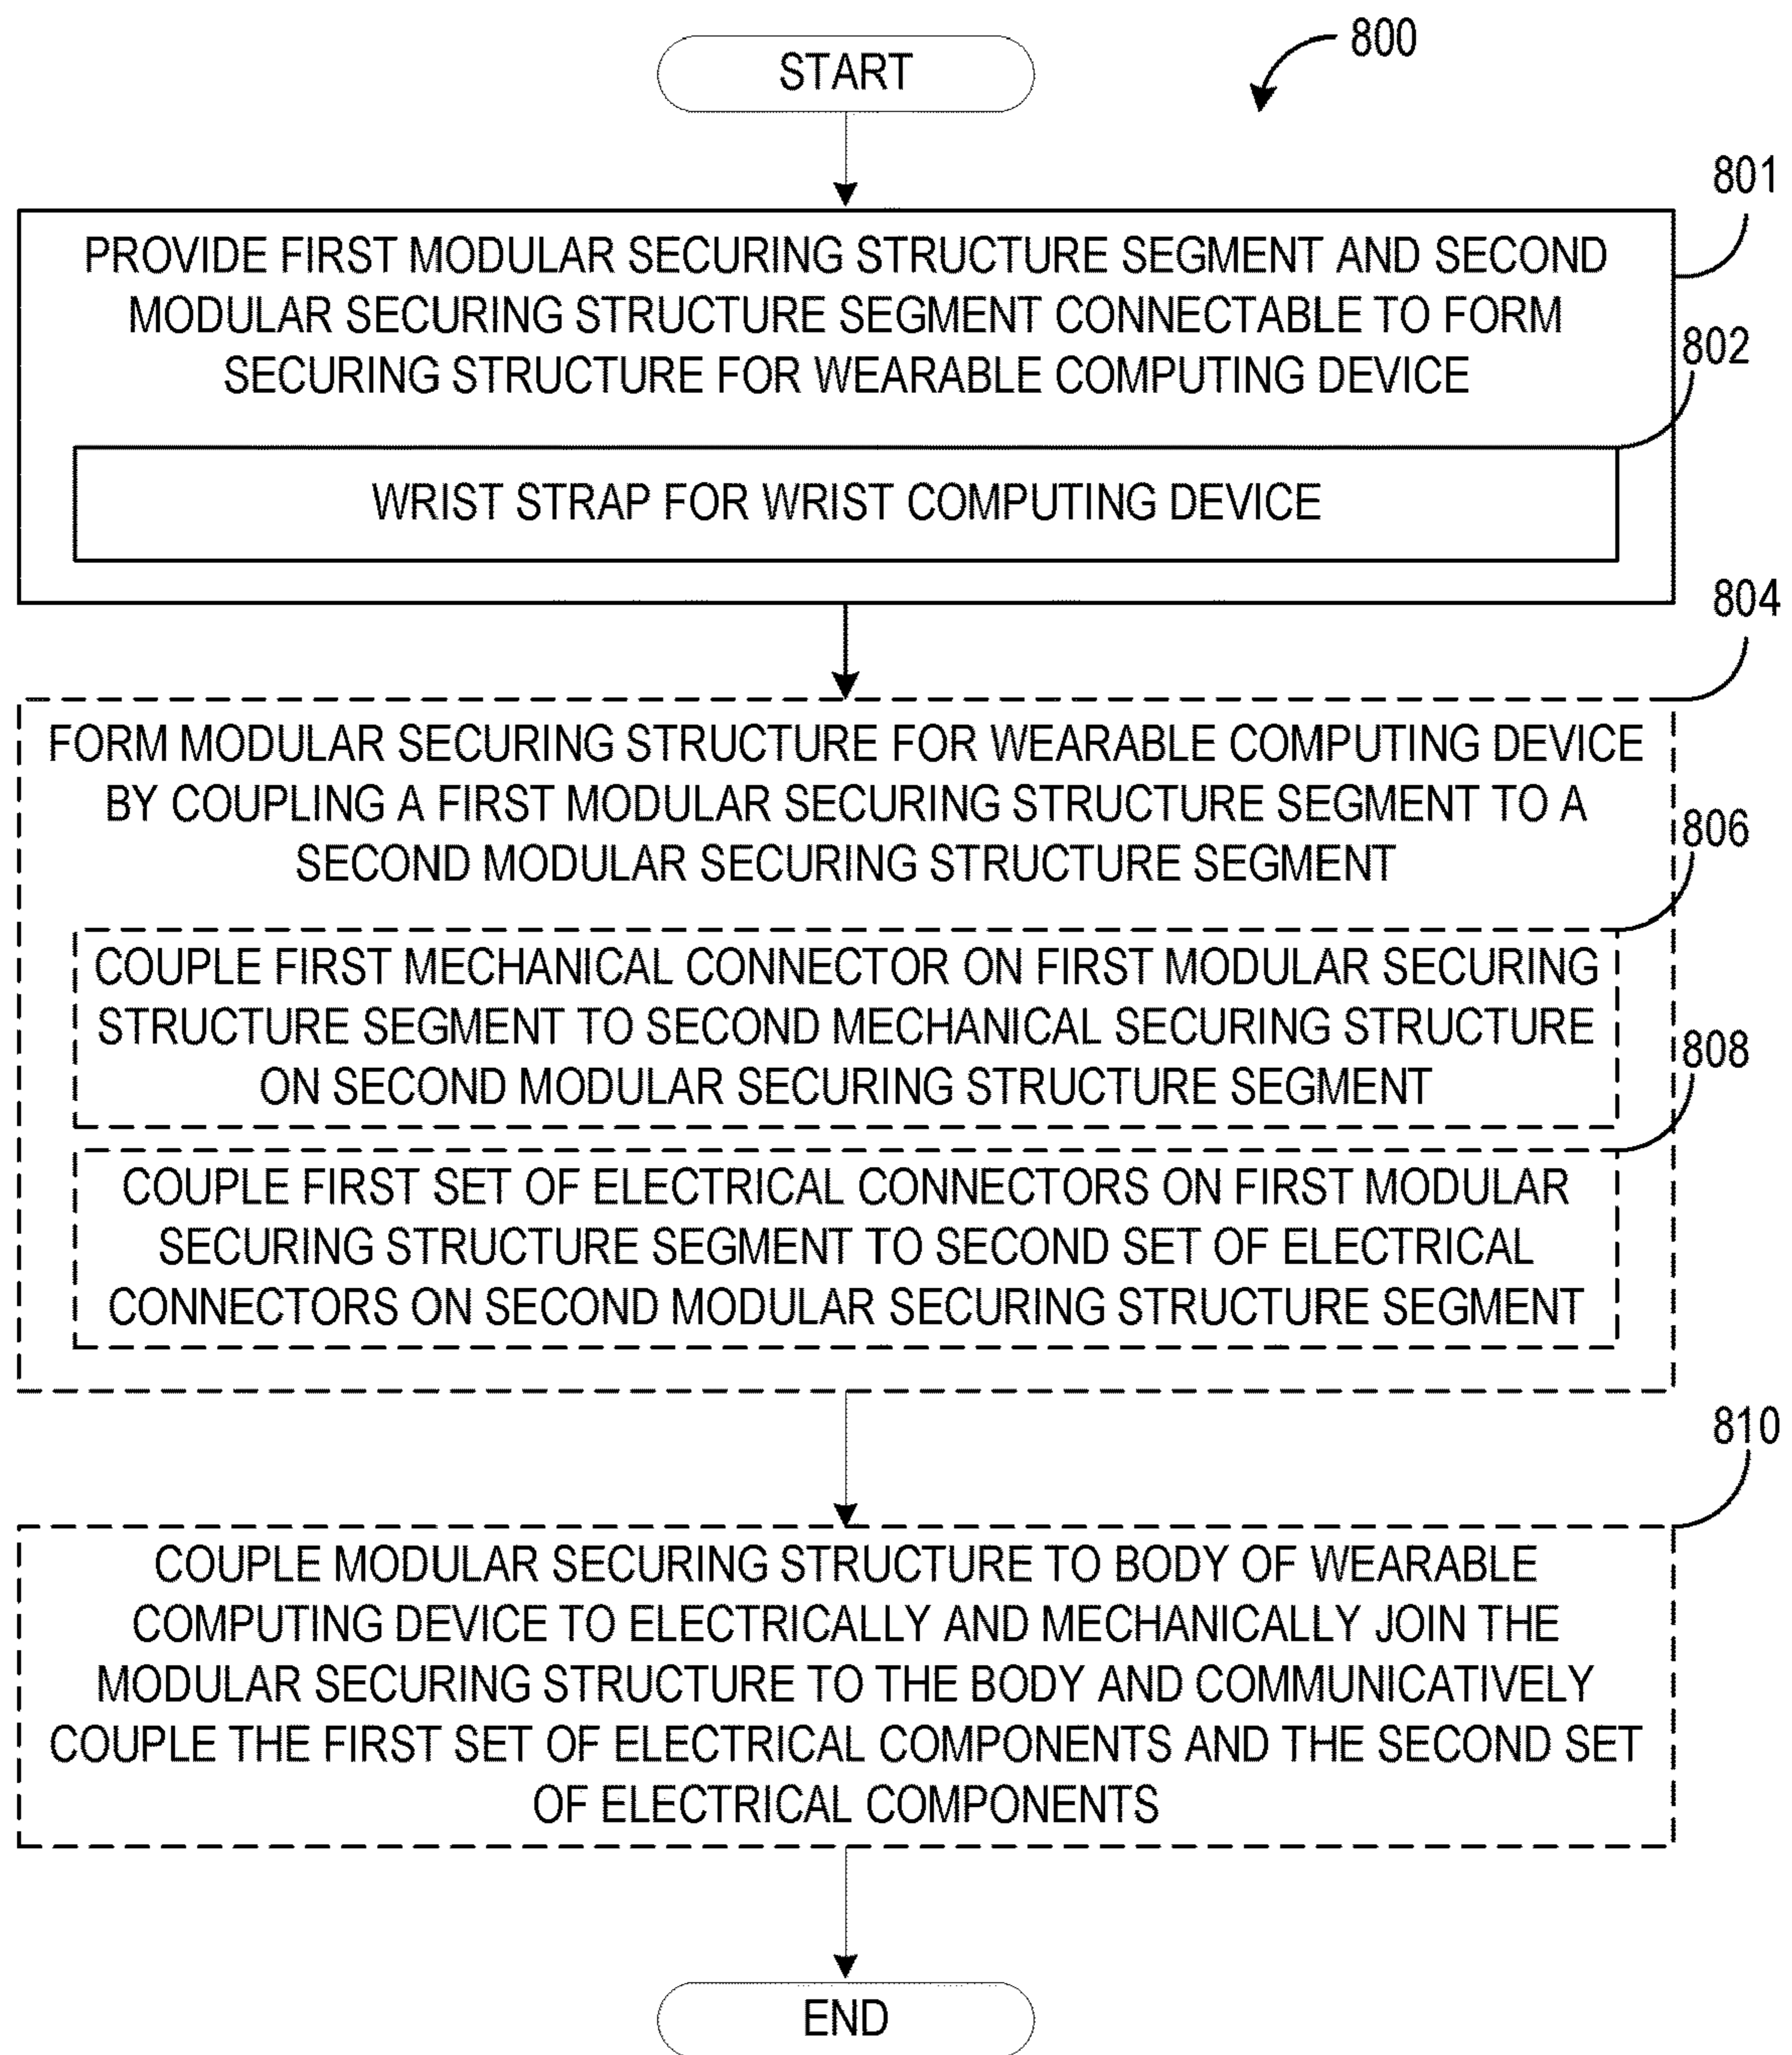 START
800
801
PROVIDE FIRST MODULAR SECURING STRUCTURE SEGMENT AND SECOND
MODULAR SECURING STRUCTURE SEGMENT CONNECTABLE TO FORM
SECURING STRUCTURE FOR WEARABLE COMPUTING DEVICE
802
WRIST STRAP FOR WRIST COMPUTING DEVICE
804
FORM MODULAR SECURING STRUCTURE FOR WEARABLE COMPUTING DEVICE
BY COUPLING A FIRST MODULAR SECURING STRUCTURE SEGMENT TO A
SECOND MODULAR SECURING STRUCTURE SEGMENT
806
COUPLE FIRST MECHANICAL CONNECTOR ON FIRST MODULAR SECURING
STRUCTURE SEGMENT TO SECOND MECHANICAL SECURING STRUCTURE
ON SECOND MODULAR SECURING STRUCTURE SEGMENT
808
COUPLE FIRST SET OF ELECTRICAL CONNECTORS ON FIRST MODULAR
SECURING STRUCTURE SEGMENT TO SECOND SET OF ELECTRICAL
CONNECTORS ON SECOND MODULAR SECURING STRUCTURE SEGMENT
810
COUPLE MODULAR SECURING STRUCTURE TO BODY OF WEARABLE
COMPUTING DEVICE TO ELECTRICALLY AND MECHANICALLY JOIN THE
MODULAR SECURING STRUCTURE TO THE BODY AND COMMUNICATIVELY
COUPLE THE FIRST SET OF ELECTRICAL COMPONENTS AND THE SECOND SET
OF ELECTRICAL COMPONENTS
END